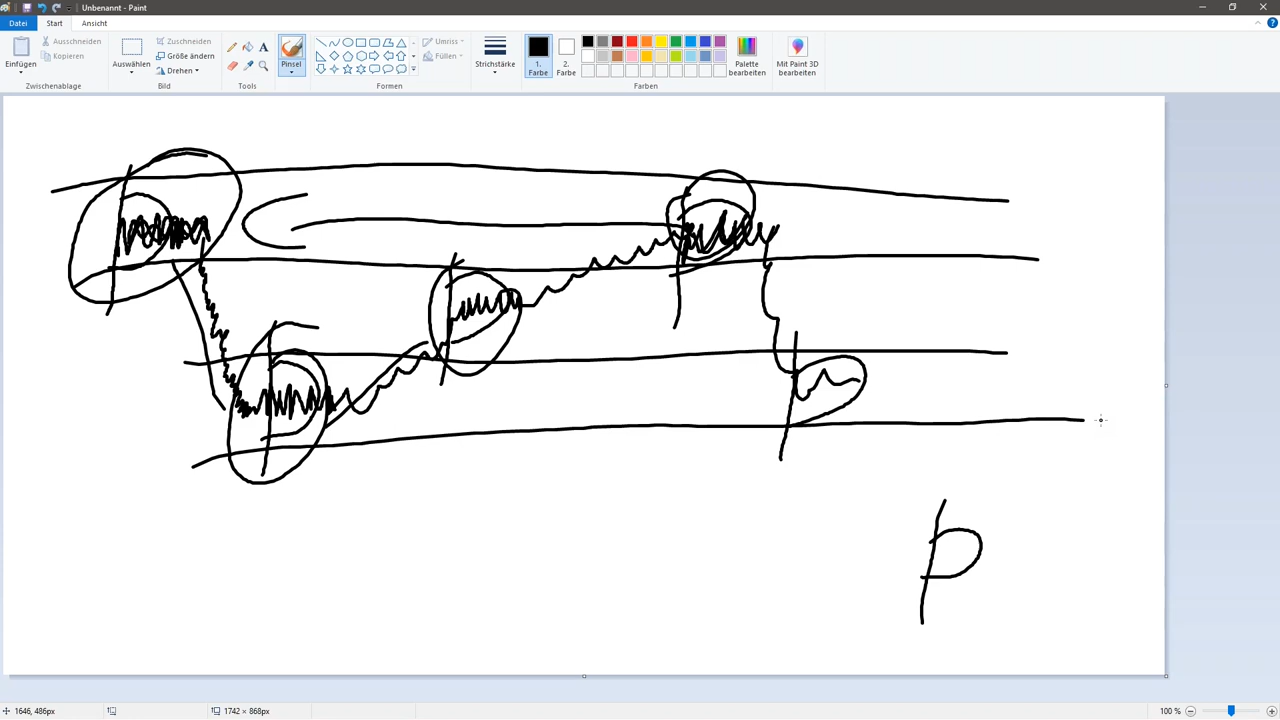 Unbenannt - Paint
Datei Start Ansicht
Einfügen
Ausschneiden
Kopieren
Zwischenablage
Auswählen
Zuschneiden
Größe ändern
Drehen
Bild
A
Tools
Pinsel
Umriss
Füllen
Formen
Strichstärke
1. Farbe
2. Farbe
Palette bearbeiten
Farben
Mit Paint 3D bearbeiten
p
1646, 486px
1742 × 868px
100 %